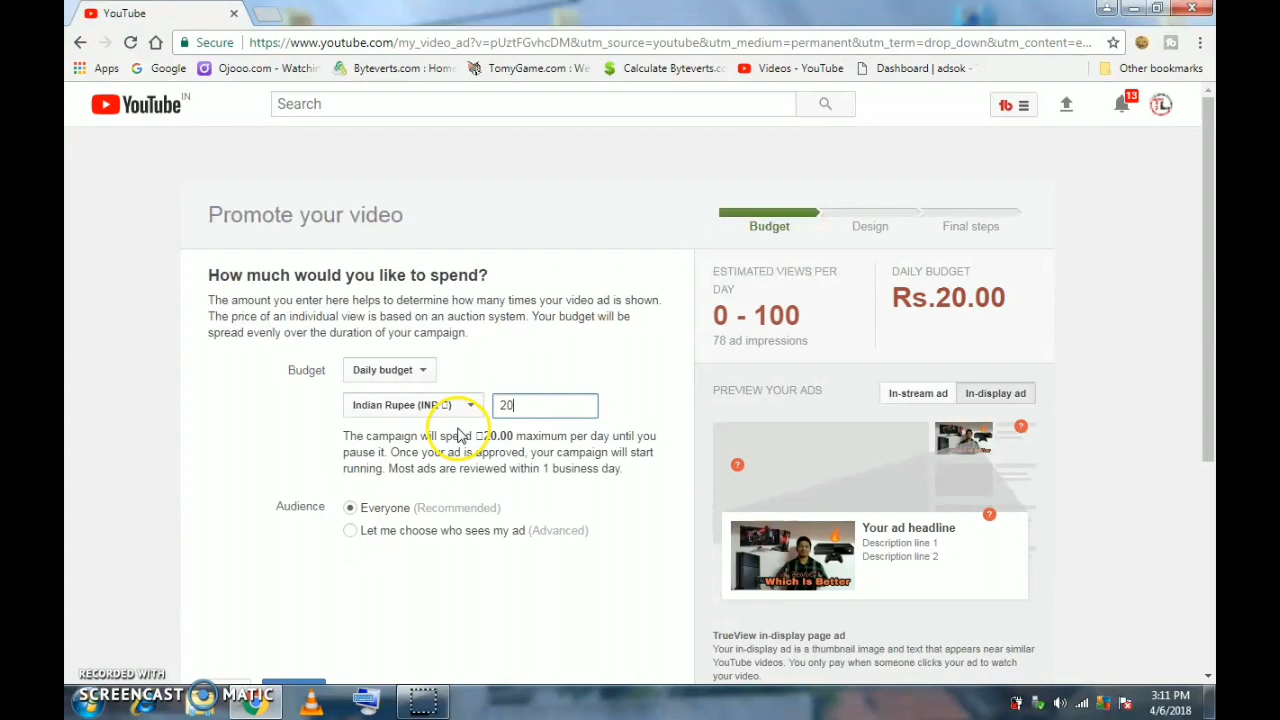 YouTube
Secure https://www.youtube.com/my_video_ad?v=pUztFGvhcDM&utm_source=youtube&utm_medium=permanent&utm_term=drop_down&utm_content=e...
Apps Google Ojooo.com - Watchin Byteverts.com : Home TomyGame.com : We Calculate Byteverts.co Videos - YouTube Dashboard | adsok - Other bookmarks
YouTube IN Search 13
Promote your video
Budget Design Final steps
How much would you like to spend?
The amount you enter here helps to determine how many times your video ad is shown.
The price of an individual view is based on an auction system. Your budget will be
spread evenly over the duration of your campaign.
Budget Daily budget
Indian Rupee (INR) 20
The campaign will spend 20.00 maximum per day until you
pause it. Once your ad is approved, your campaign will start
running. Most ads are reviewed within 1 business day.
Audience Everyone (Recommended)
Let me choose who sees my ad (Advanced)
ESTIMATED VIEWS PER
DAY
0 - 100
78 ad impressions
DAILY BUDGET
Rs.20.00
PREVIEW YOUR ADS In-stream ad In-display ad
?
?
?
Your ad headline
Description line 1
Description line 2
Which Is Better
TrueView in-display page ad
Your in-display ad is a thumbnail image and text that appears near similar
YouTube videos. You only pay when someone clicks your ad to watch
your video.
RECORDED WITH
SCREENCAST MATIC
3:11 PM
4/6/2018